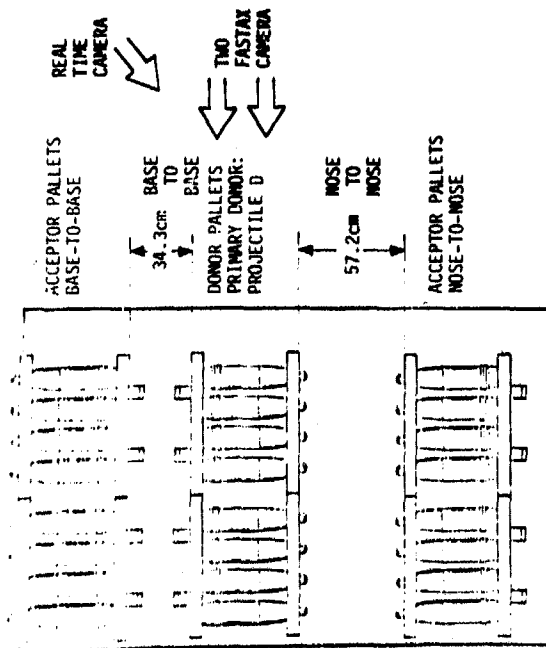 REAL
TIME
CAMERA
TWO
FASTAX
CAMERA
ACCEPTOR PALLETS
BASE-TO-BASE
34.3cm
BASE
TO
BASE
DONOR PALLETS
PRIMARY DONOR:
PROJECTILE D
57.2cm
NOSE
TO
NOSE
ACCEPTOR PALLETS
NOSE-TO-NOSE